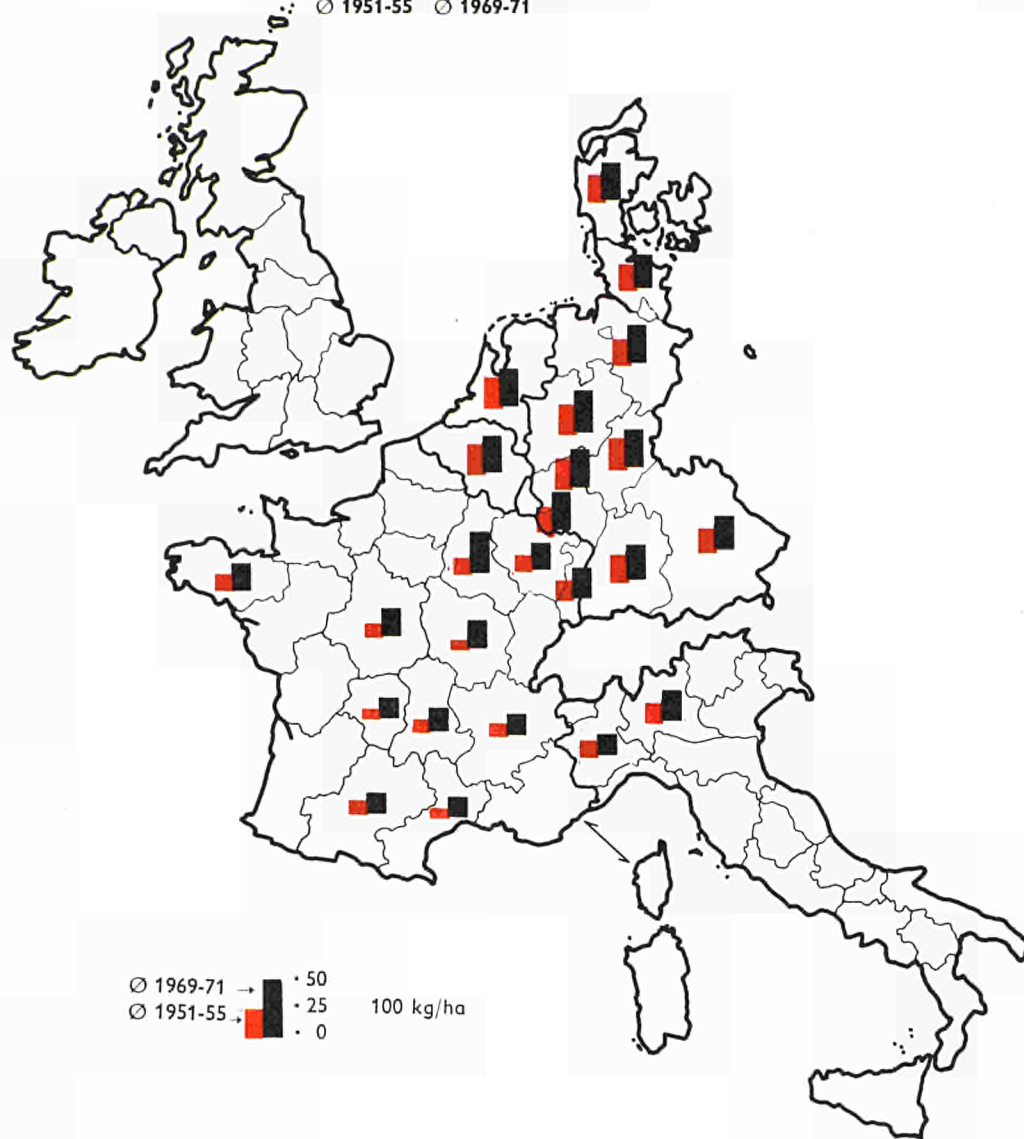 ∅ 1951-55 ∅ 1969-71
∅ 1969-71 → · 50
∅ 1951-55 → · 25 100 kg/ha
· 0